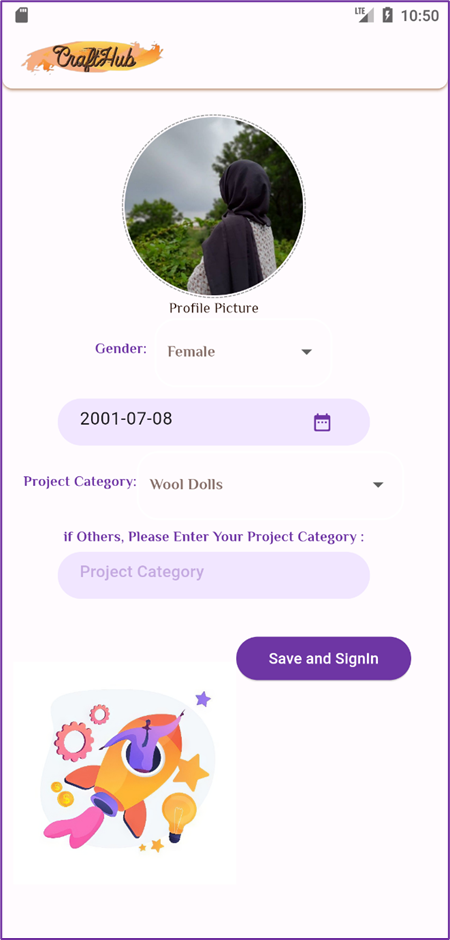 LTE 10:50
CraftHub
Profile Picture
Gender: Female
2001-07-08
Project Category: Wool Dolls
if Others, Please Enter Your Project Category :
Project Category
Save and SignIn